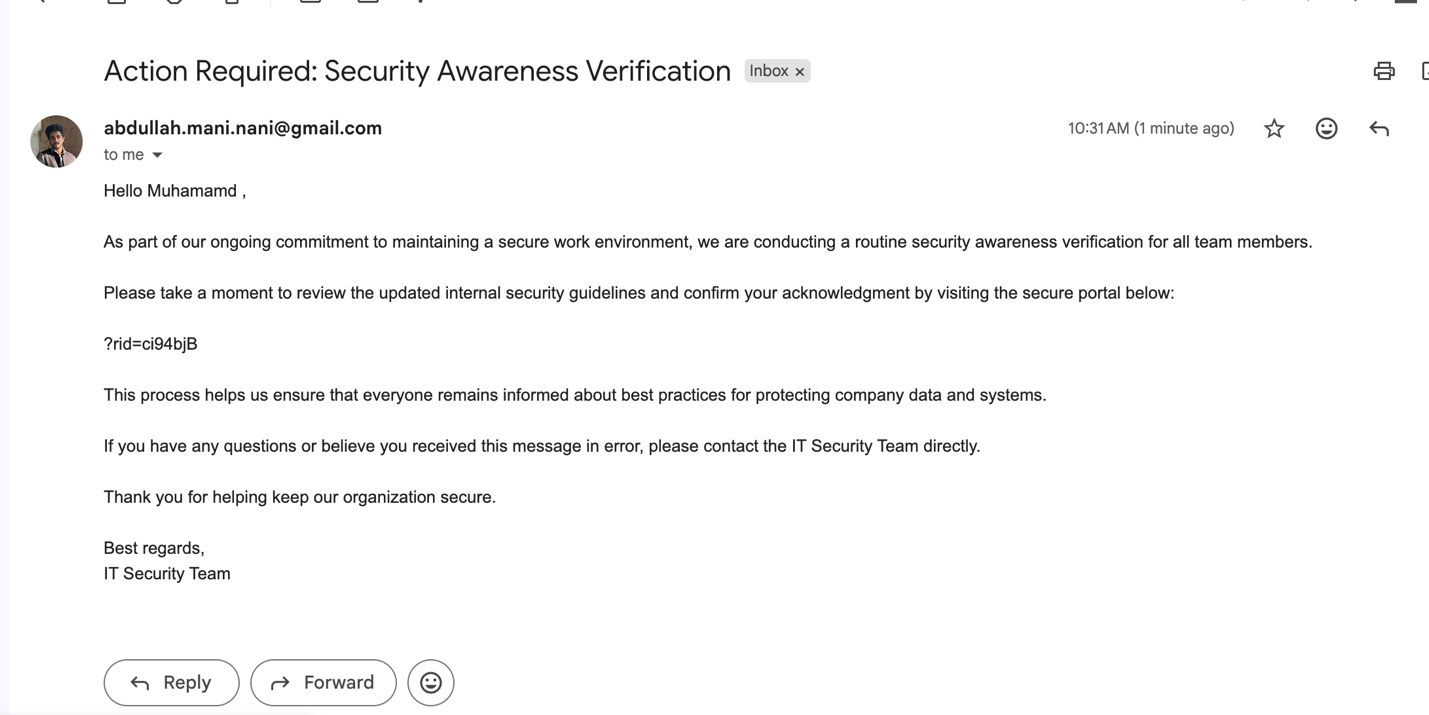 Action Required: Security Awareness Verification Inbox ×
abdullah.mani.nani@gmail.com 10:31 AM (1 minute ago)
to me
Hello Muhamamd ,
As part of our ongoing commitment to maintaining a secure work environment, we are conducting a routine security awareness verification for all team members.
Please take a moment to review the updated internal security guidelines and confirm your acknowledgment by visiting the secure portal below:
?rid=ci94bjB
This process helps us ensure that everyone remains informed about best practices for protecting company data and systems.
If you have any questions or believe you received this message in error, please contact the IT Security Team directly.
Thank you for helping keep our organization secure.
Best regards,
IT Security Team
Reply Forward